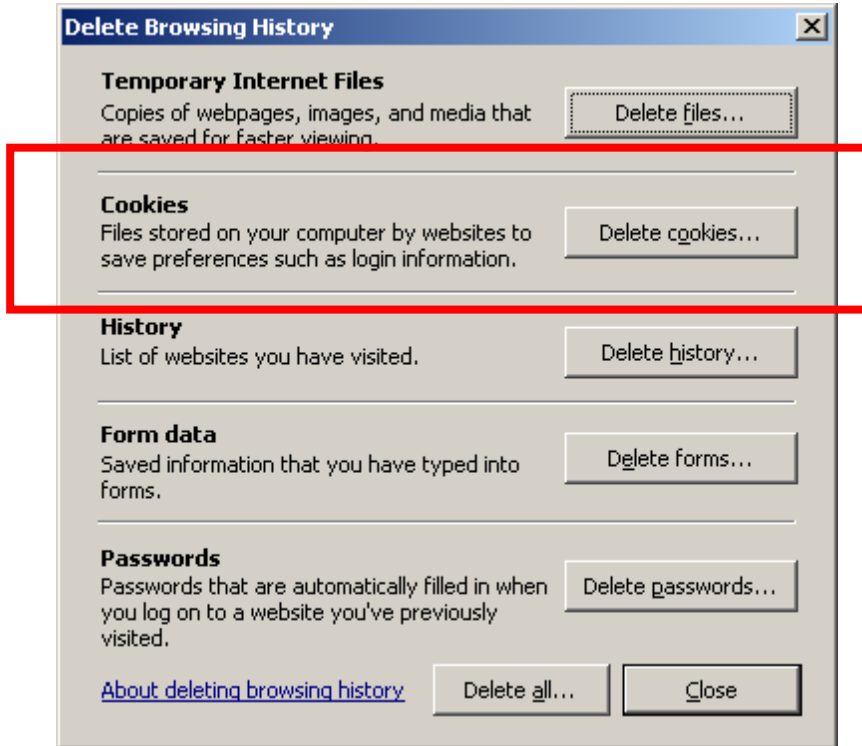 Delete Browsing History
Temporary Internet Files
Copies of webpages, images, and media that
are saved for faster viewing.
Delete files...
Cookies
Files stored on your computer by websites to
save preferences such as login information.
Delete cookies...
History
List of websites you have visited.
Delete history...
Form data
Saved information that you have typed into
forms.
Delete forms...
Passwords
Passwords that are automatically filled in when
you log on to a website you've previously
visited.
Delete passwords...
About deleting browsing history
Delete all...
Close